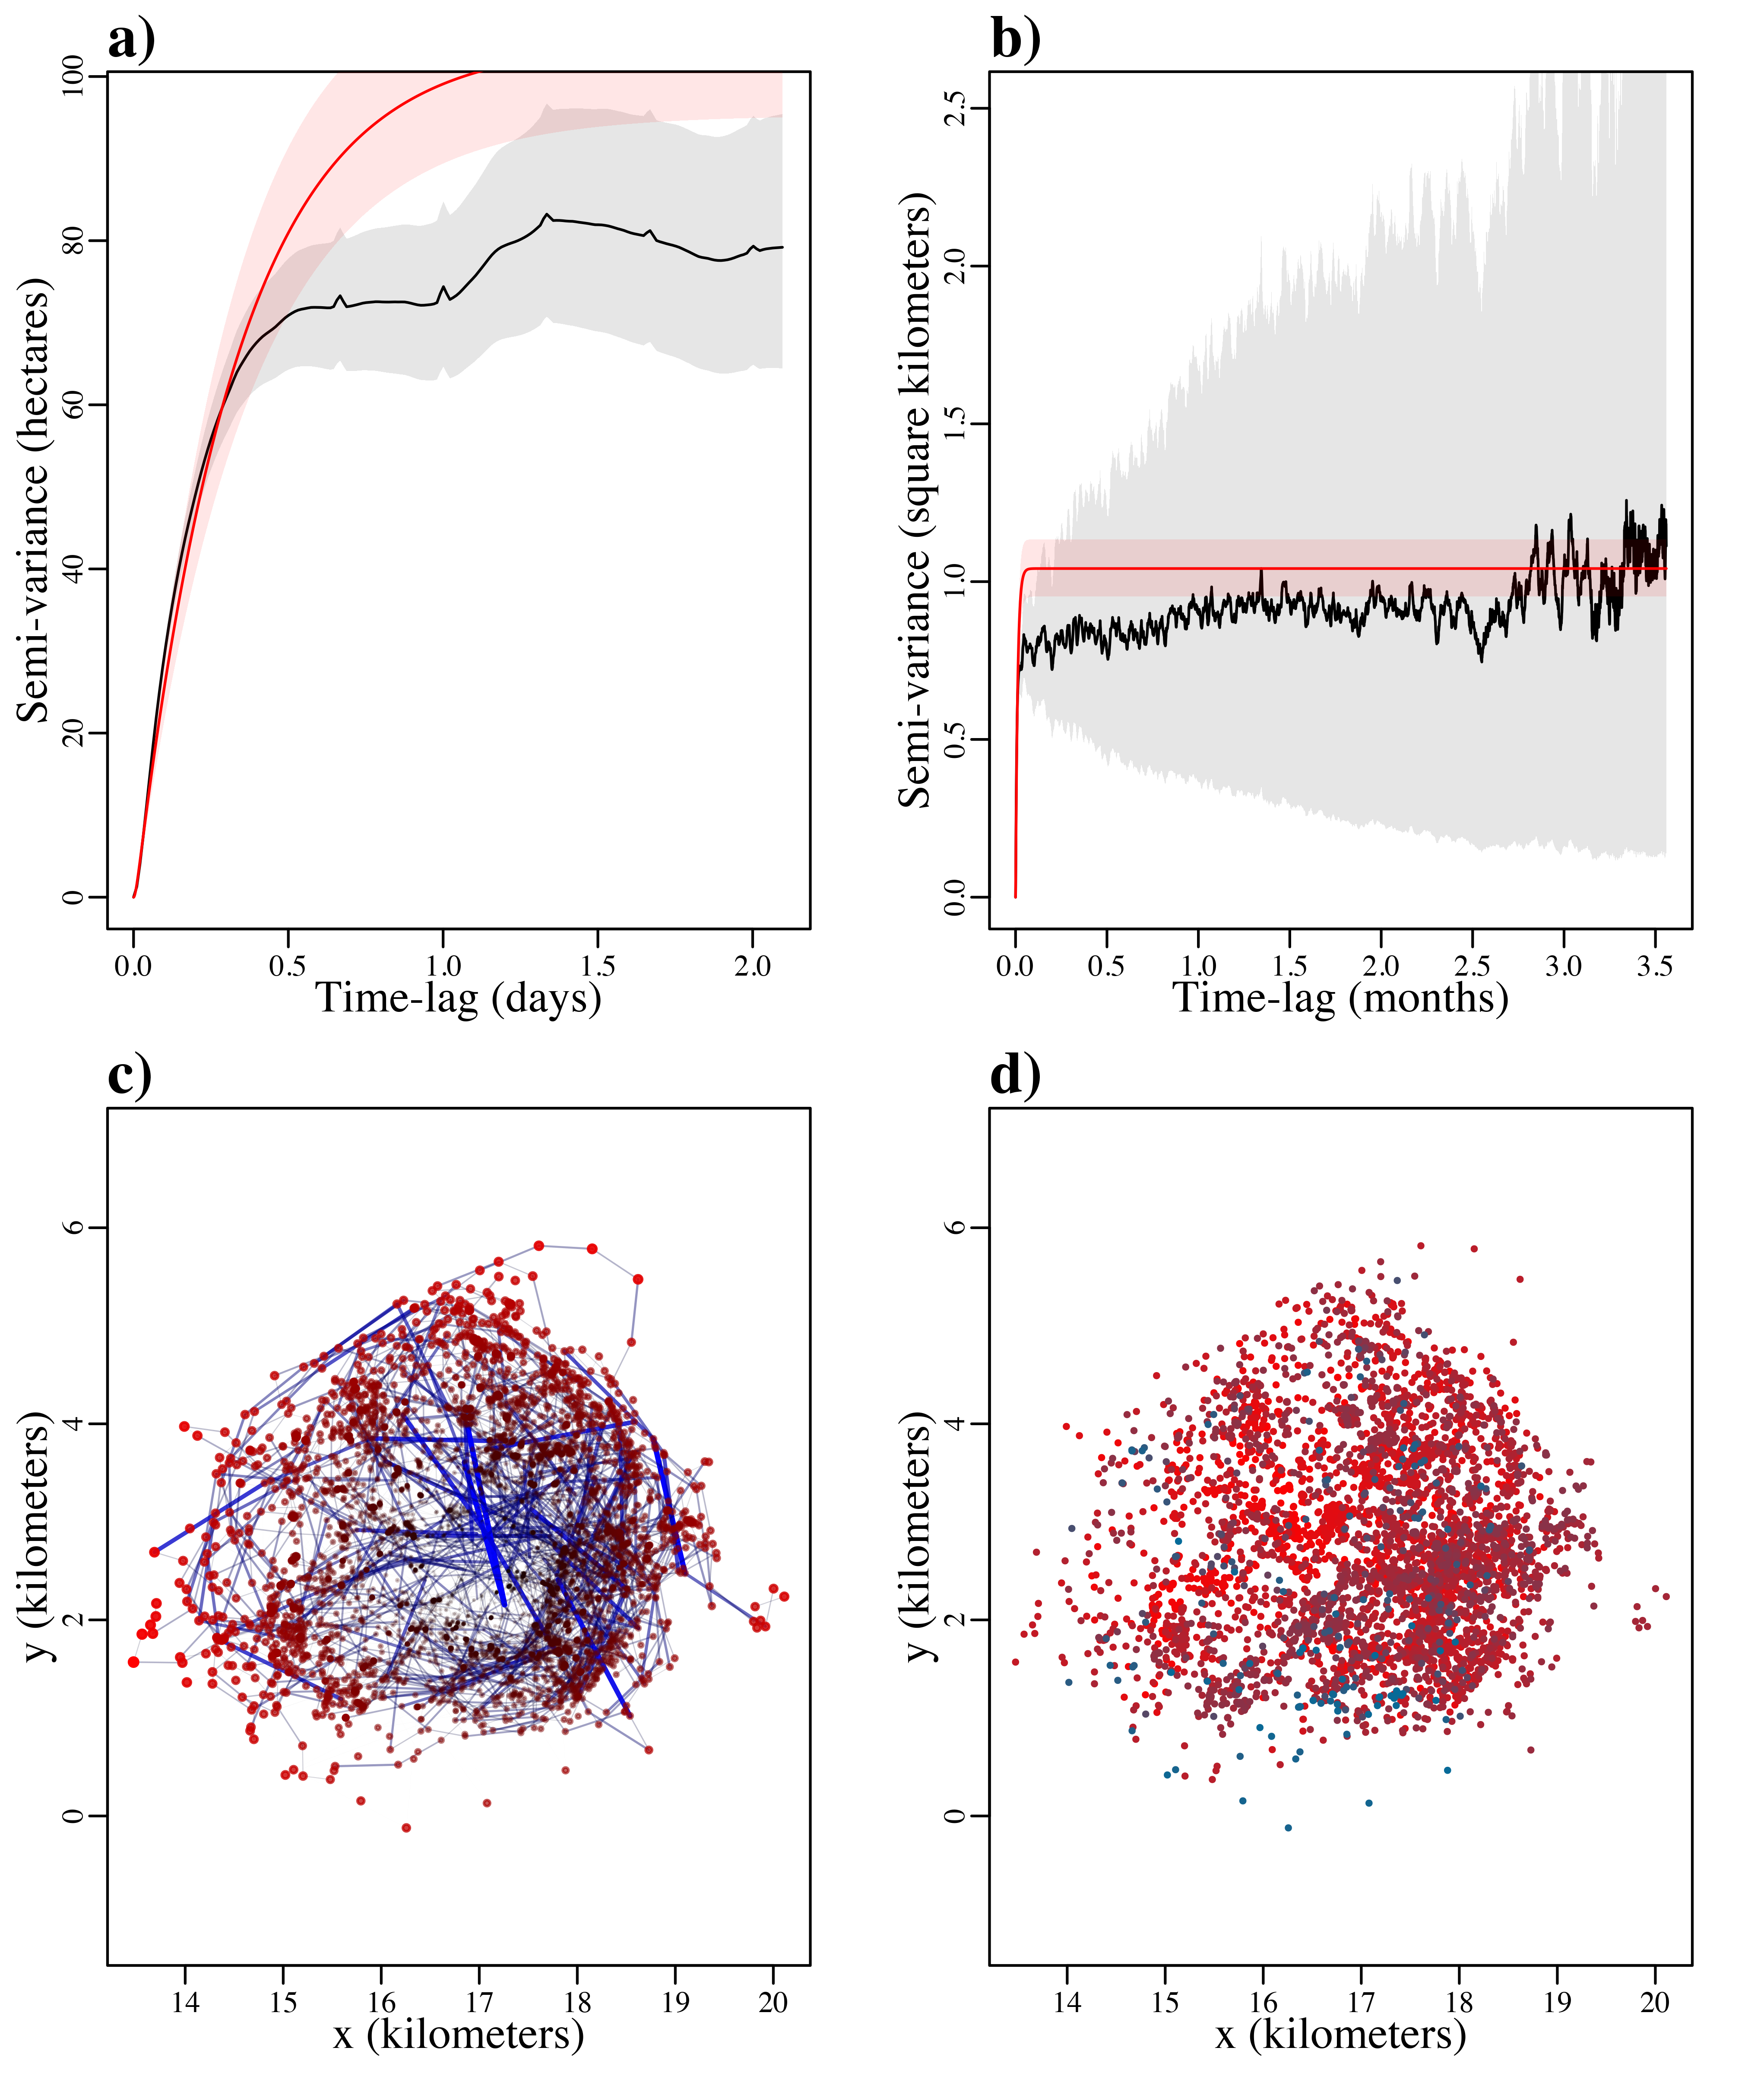 a)
Semi-variance (hectares)
100
80
60
40
20
0
0.0 0.5 1.0 1.5 2.0
Time-lag (days)
b)
Semi-variance (square kilometers)
2.5
2.0
1.5
1.0
0.5
0.0
0.0 0.5 1.0 1.5 2.0 2.5 3.0 3.5
Time-lag (months)
c)
y (kilometers)
6
4
2
0
14 15 16 17 18 19 20
x (kilometers)
d)
y (kilometers)
6
4
2
0
14 15 16 17 18 19 20
x (kilometers)